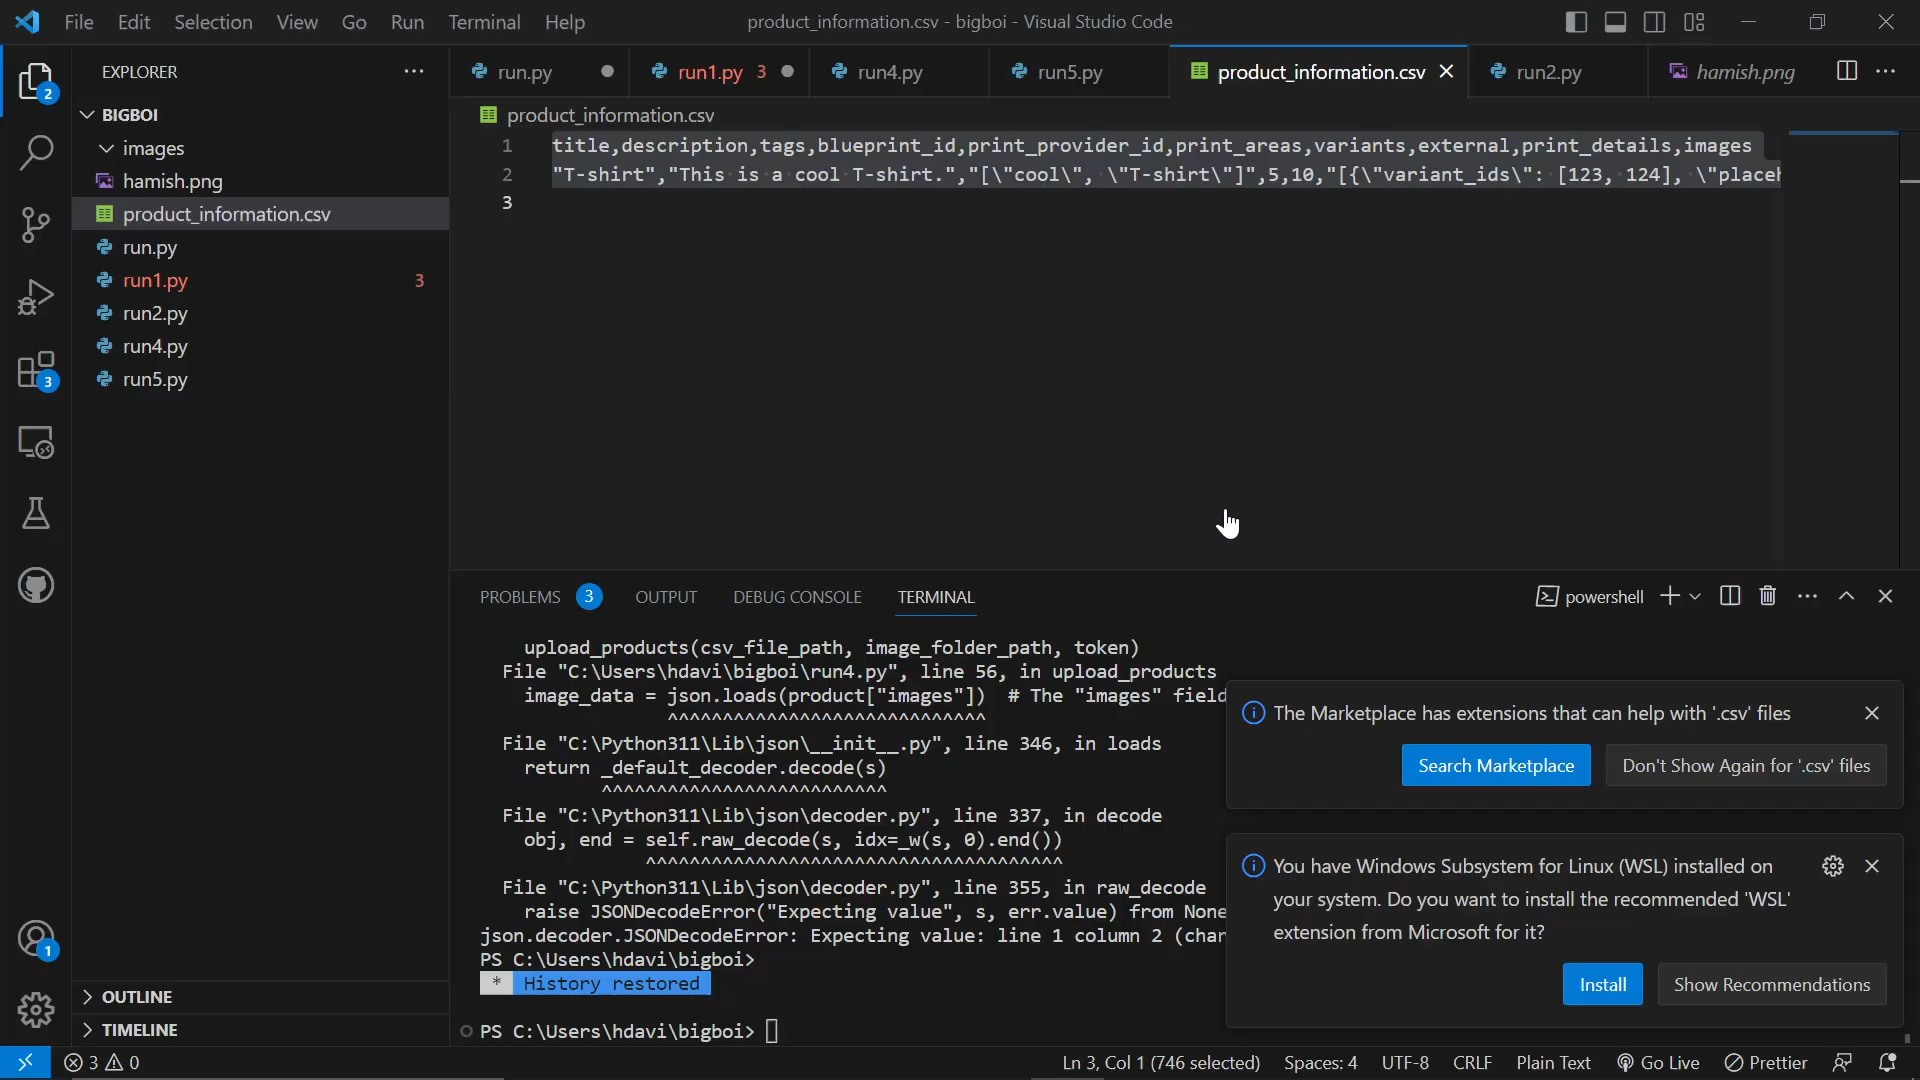 File Edit Selection View Go Run Terminal Help
product_information.csv - bigboi - Visual Studio Code
EXPLORER
run.py
run1.py 3
run4.py
run5.py
product_information.csv
run2.py
hamish.png
2
BIGBOI
images
hamish.png
product_information.csv
run.py
run1.py 3
run2.py
run4.py
run5.py
3
1
OUTLINE
TIMELINE
product_information.csv
1 title,description,tags,blueprint_id,print_provider_id,print_areas,variants,external,print_details,images
2 "T-shirt","This is a cool T-shirt.","[\"cool\", \"T-shirt\"]",5,10,"[{\"variant_ids\": [123, 124], \"placeh
3
PROBLEMS 3 OUTPUT DEBUG CONSOLE TERMINAL
powershell
upload_products(csv_file_path, image_folder_path, token)
File "C:\Users\hdavi\bigboi\run4.py", line 56, in upload_products
image_data = json.loads(product["images"]) # The "images" field
^^^^^^^^^^^^^^^^^^^^^^^^^^^^^
File "C:\Python311\Lib\json\__init__.py", line 346, in loads
return _default_decoder.decode(s)
^^^^^^^^^^^^^^^^^^^^^^^^^^
File "C:\Python311\Lib\json\decoder.py", line 337, in decode
obj, end = self.raw_decode(s, idx=_w(s, 0).end())
^^^^^^^^^^^^^^^^^^^^^^^^^^^^^^^^^^^^^^
File "C:\Python311\Lib\json\decoder.py", line 355, in raw_decode
raise JSONDecodeError("Expecting value", s, err.value) from None
json.decoder.JSONDecodeError: Expecting value: line 1 column 2 (char
PS C:\Users\hdavi\bigboi>
* History restored
PS C:\Users\hdavi\bigboi>
The Marketplace has extensions that can help with '.csv' files
Search Marketplace
Don't Show Again for '.csv' files
You have Windows Subsystem for Linux (WSL) installed on
your system. Do you want to install the recommended 'WSL'
extension from Microsoft for it?
Install
Show Recommendations
3 0
Ln 3, Col 1 (746 selected) Spaces: 4 UTF-8 CRLF Plain Text Go Live Prettier